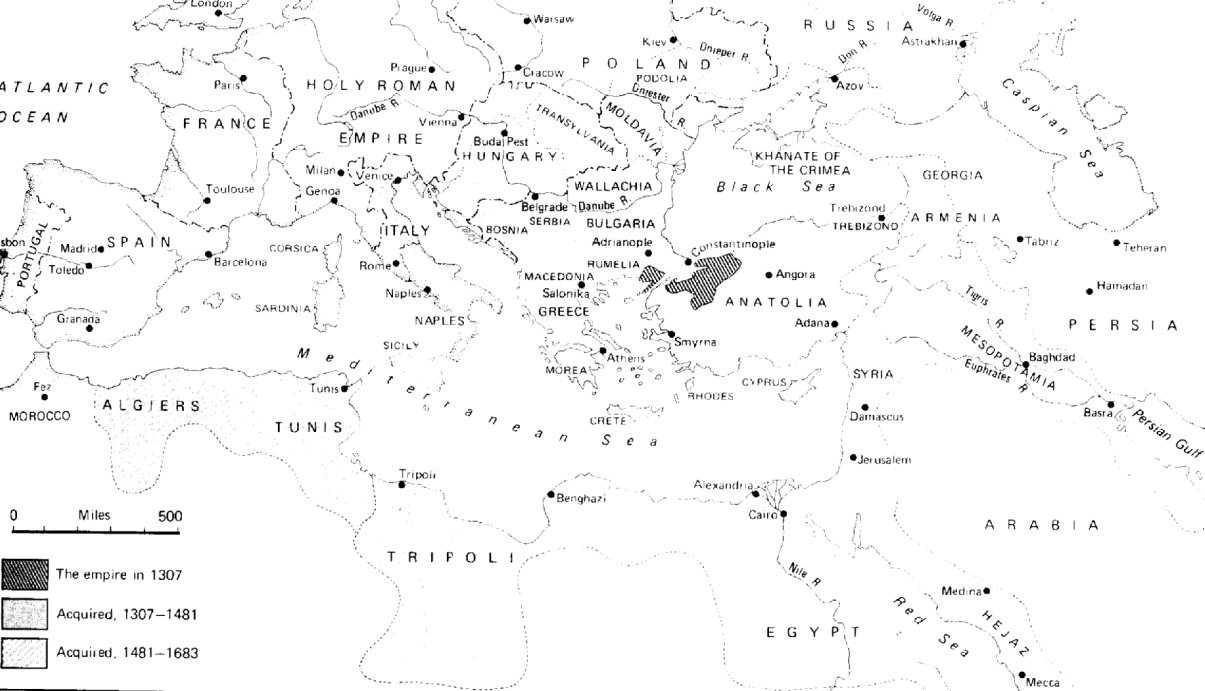 London
Warsaw
Volga R.
RUSSIA
Kiev
Dnieper R.
Don R.
Astrakhan
Prague
Cracow
POLAND
PODOLIA
Azov
ATLANTIC
OCEAN
Paris
HOLY ROMAN
EMPIRE
Danube R.
Dniester
R.
Caspian
Sea
FRANCE
Vienna
Buda
Pest
HUNGARY
TRANSYLVANIA
MOLDAVIA
KHANATE OF
THE CRIMEA
GEORGIA
Milan
Venice
Toulouse
Genoa
WALLACHIA
Danube R.
Black Sea
Belgrade
SERBIA
BULGARIA
Trebizond
TREBIZOND
ARMENIA
sbon
PORTUGAL
Madrid
SPAIN
Toledo
Barcelona
CORSICA
ITALY
BOSNIA
Adrianople
Constantinople
Tabriz
Teheran
Rome
MACEDONIA
RUMELIA
Angora
Naples
Salonika
ANATOLIA
Hamadan
Granada
SARDINIA
NAPLES
GREECE
Adana
Tigris
R.
PERSIA
SICILY
Smyrna
Athens
MOREA
MESOPOTAMIA
Baghdad
Euphrates R
Mediterranean Sea
Fez
MOROCCO
ALGIERS
Tunis
TUNIS
CYPRUS
RHODES
SYRIA
CRETE
Damascus
Basra
Persian Gulf
Jerusalem
Tripoli
Benghazi
Alexandria
Cairo
ARABIA
0 Miles 500
TRIPOLI
Nile R
Medina
The empire in 1307
Red Sea
HEJAZ
Acquired, 1307–1481
EGYPT
Acquired, 1481–1683
Mecca